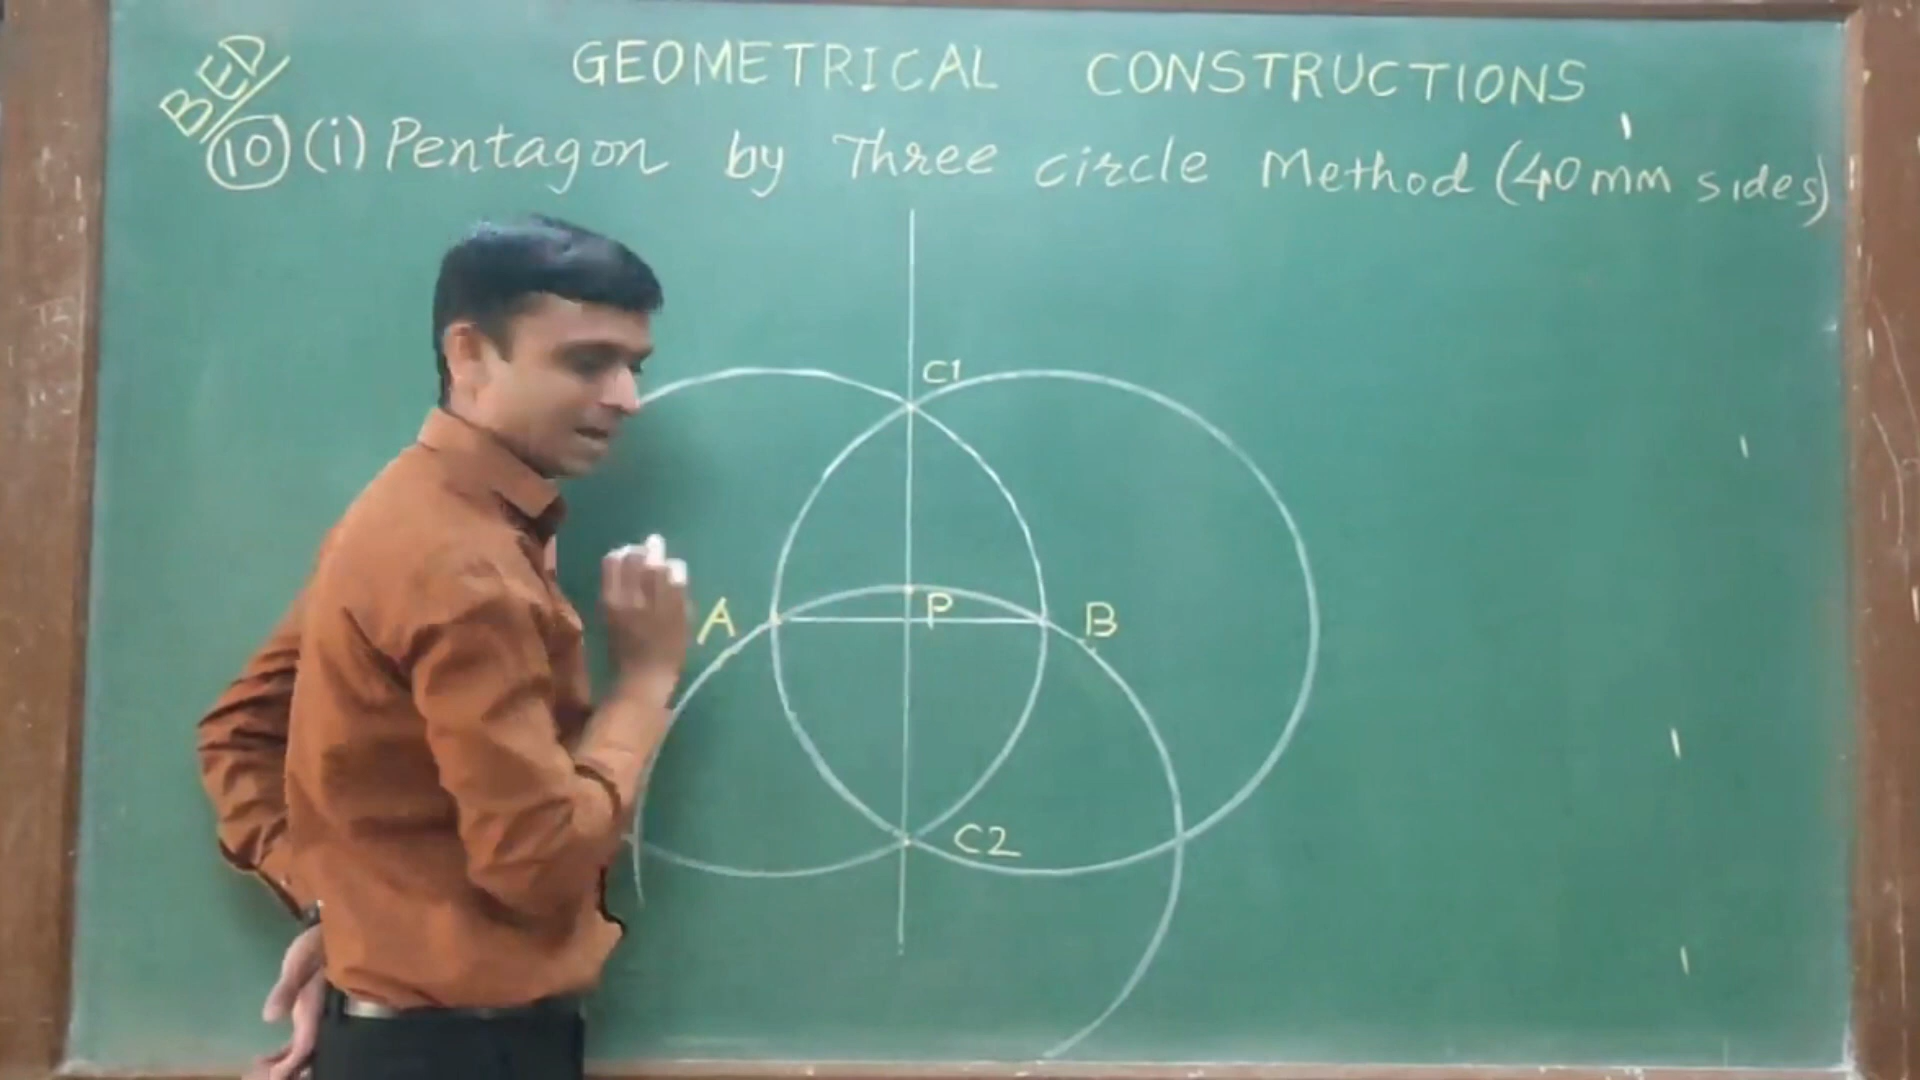 GEOMETRICAL CONSTRUCTIONS
BED
10 (i) Pentagon by Three circle Method (40mm sides)
C1
A P B
C2